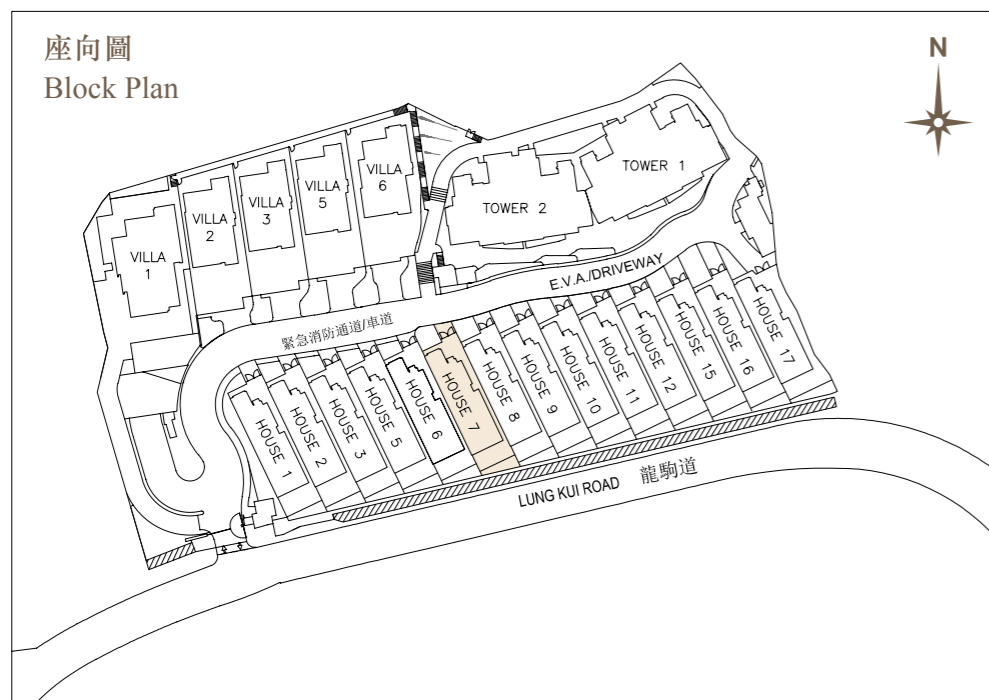 座向圖
Block Plan
N
VILLA
1
VILLA
2
VILLA
3
VILLA
5
VILLA
6
TOWER 2
TOWER 1
E.V.A./DRIVEWAY
緊急消防通道/車道
HOUSE 1
HOUSE 2
HOUSE 3
HOUSE 5
HOUSE 6
HOUSE 7
HOUSE 8
HOUSE 9
HOUSE 10
HOUSE 11
HOUSE 12
HOUSE 15
HOUSE 16
HOUSE 17
LUNG KUI ROAD 龍駒道